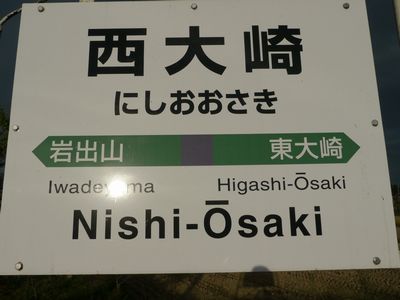 西大崎
にしおおさき
岩出山 東大崎
Iwadeyama Higashi-Ōsaki
Nishi-Ōsaki